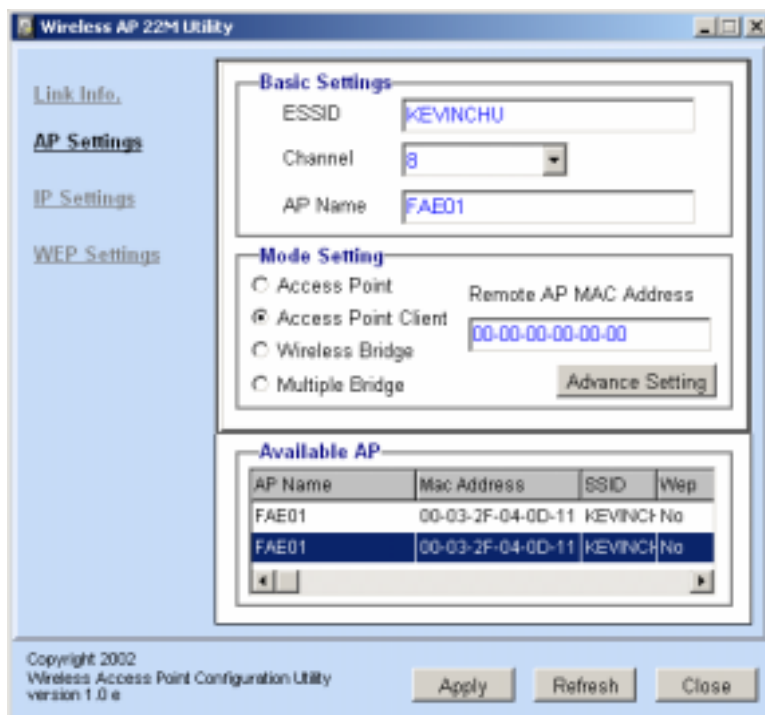 Wireless AP 22M Utility
Link Info.
AP Settings
IP Settings
WEP Settings
Basic Settings
ESSID KEVINCHU
Channel 8
AP Name FAE01
Mode Setting
Access Point
Access Point Client
Wireless Bridge
Multiple Bridge
Remote AP MAC Address
00-00-00-00-00-00
Advance Setting
Available AP
AP Name Mac Address SSID Wep
FAE01 00-03-2F-04-0D-11 KEVINCH No
FAE01 00-03-2F-04-0D-11 KEVINCH No
Copyright 2002
Wireless Access Point Configuration Utility
version 1.0 e
Apply Refresh Close